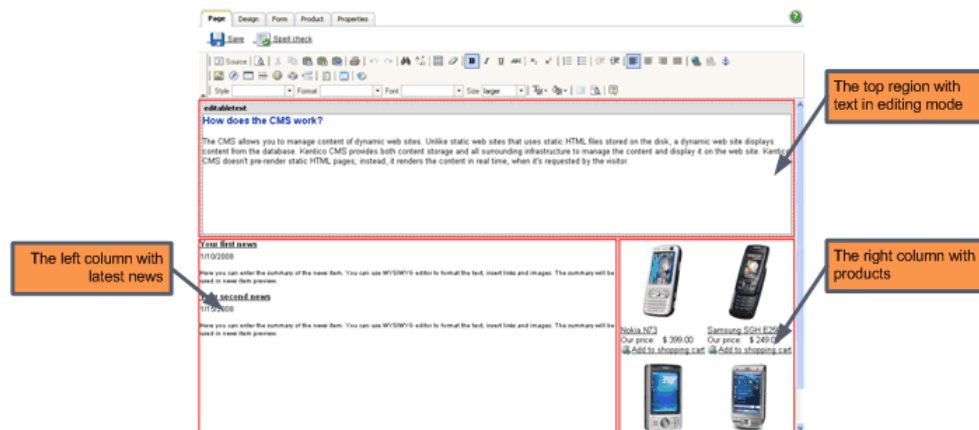 Page Design Form Product Properties
Save Spell check
Source
Style Format Font Size larger
editabletext
How does the CMS work?
The CMS allows you to manage content of dynamic web sites. Unlike static web sites that uses static HTML files stored on the disk, a dynamic web site displays
content from the database. Kentico CMS provides both content storage and all surrounding infrastructure to manage the content and display it on the web site. Kentico
CMS doesn't pre-render static HTML pages; instead, it renders the content in real time, when it's requested by the visitor.
The top region with
text in editing mode
Your first news
1/10/2008
Here you can enter the summary of the news item. You can use WYSIWYG editor to format the text, insert links and images. The summary will be
used in news item preview.
Your second news
1/15/2008
Here you can enter the summary of the news item. You can use WYSIWYG editor to format the text, insert links and images. The summary will be
used in news item preview.
The left column with
latest news
Nokia N73 Samsung SGH
Our price: $ 399.00 Our price: $ 249.00
Add to shopping cart Add to shopping cart
The right column with
products